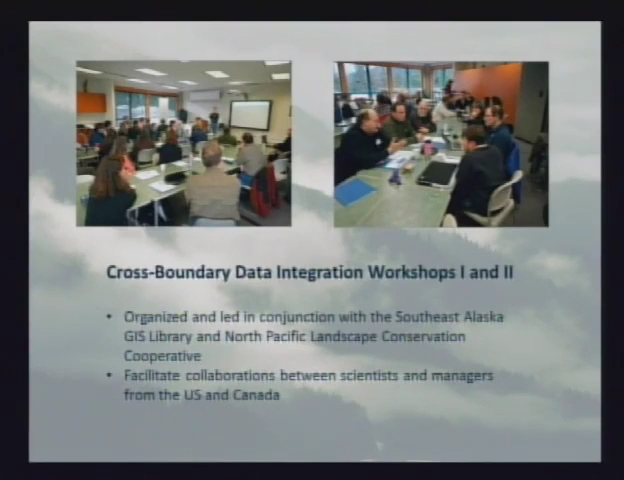 Cross-Boundary Data Integration Workshops I and II
• Organized and led in conjunction with the Southeast Alaska
GIS Library and North Pacific Landscape Conservation
Cooperative
• Facilitate collaborations between scientists and managers
from the US and Canada